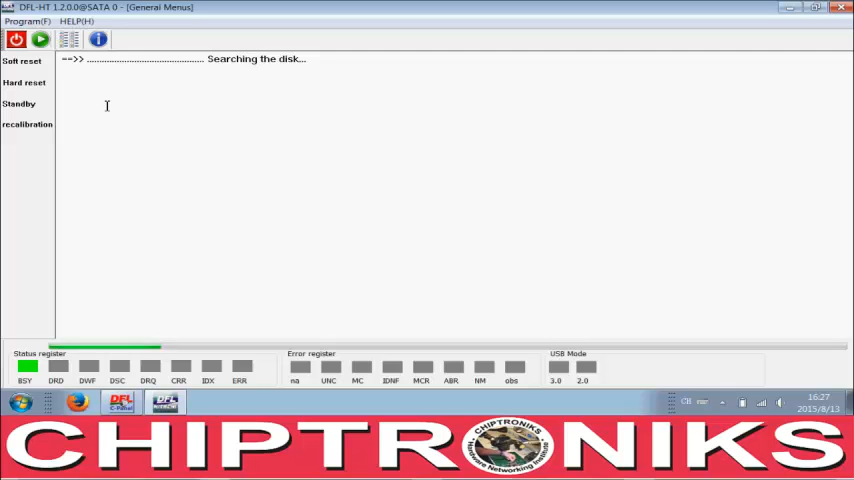 DFL-HT 1.2.0.0@SATA 0 - [General Menus]
Program(F) HELP(H)
Soft reset
Hard reset
Standby
recalibration
-->> ............................................... Searching the disk...
Status register
BSY DRD DWF DSC DRQ CRR IDX ERR
Error register
na UNC MC IDNF MCR ABR NM obs
USB Mode
3.0 2.0
DFL
C-Panel
DFL
CH
16:27
2015/8/13
CHIPTRONIKS
CHIPTRONIKS
Hardware Networking Institute